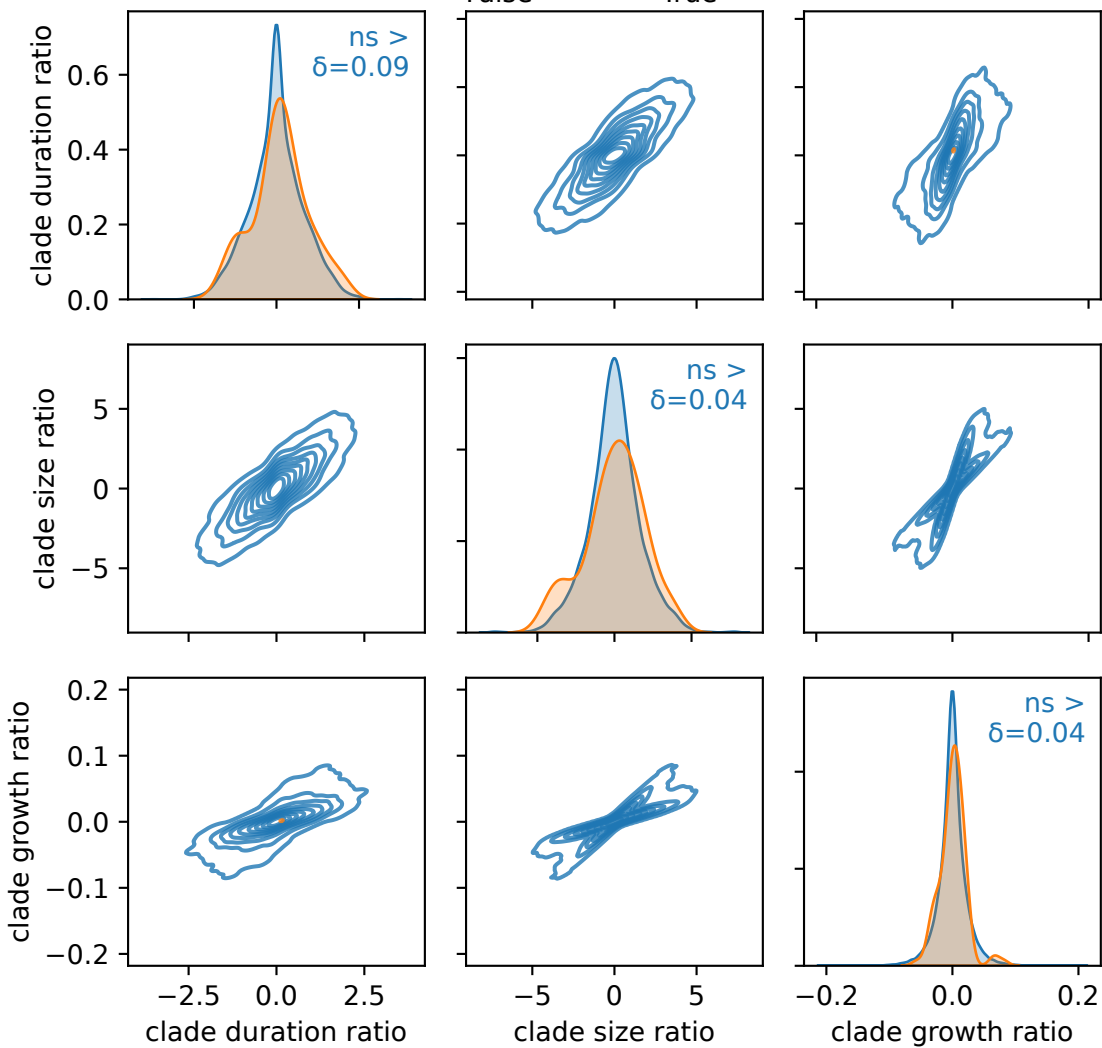 clade duration ratio
0.6
0.4
0.2
0.0
ns >
δ=0.09
clade size ratio
5
0
−5
ns >
δ=0.04
clade growth ratio
0.2
0.1
0.0
−0.1
−0.2
ns >
δ=0.04
−2.5 0.0 2.5
clade duration ratio
−5 0 5
clade size ratio
−0.2 0.0 0.2
clade growth ratio